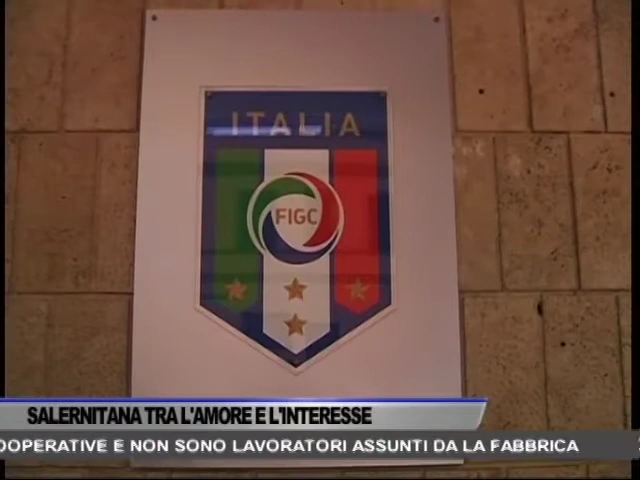 ITALIA
FIGC
SALERNITANA TRA L'AMORE E L'INTERESSE
OOPERATIVE E NON SONO LAVORATORI ASSUNTI DA LA FABBRICA